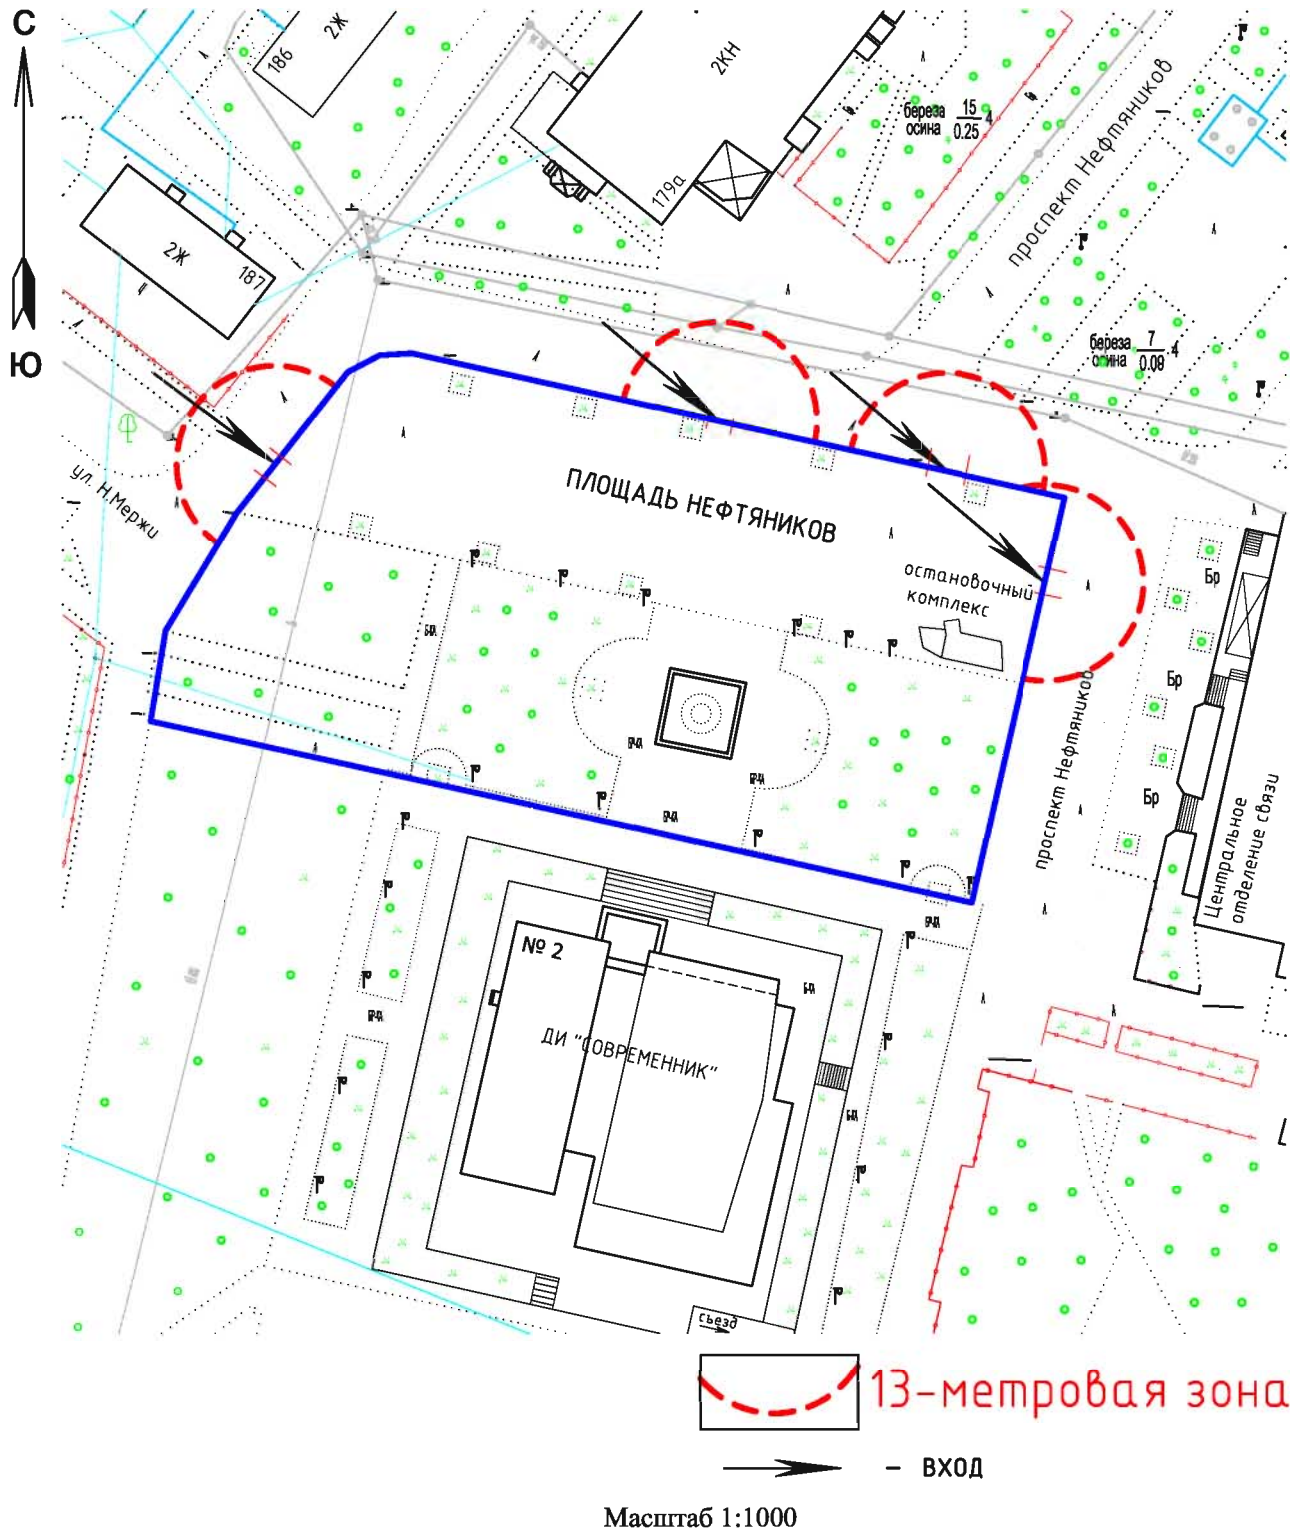 С
Ю
186
2Ж
2КН
179а
береза 15 4
осина 0.25
проспект Нефтяников
2Ж
187
береза 7 4
осина 0.08
ул. Н.Мержи
ПЛОЩАДЬ НЕФТЯНИКОВ
остановочный
комплекс
Бр
Бр
Бр
проспект Нефтяников
Центральное
отделение связи
№ 2
ДИ "СОВРЕМЕННИК"
съезд
13-метровая зона
- ВХОД
Масштаб 1:1000